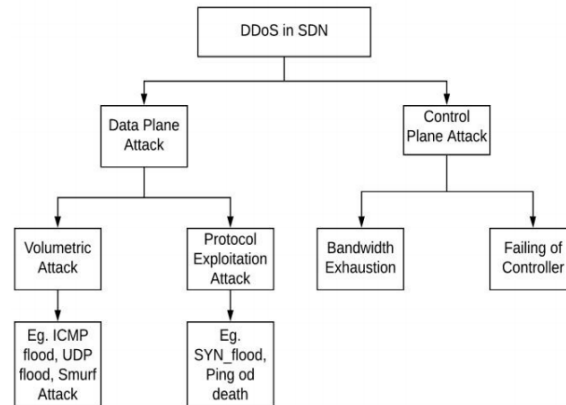 DDoS in SDN
Data Plane
Attack
Control
Plane Attack
Volumetric
Attack
Protocol
Exploitation
Attack
Bandwidth
Exhaustion
Failing of
Controller
Eg. ICMP
flood, UDP
flood, Smurf
Attack
Eg.
SYN_flood,
Ping od
death